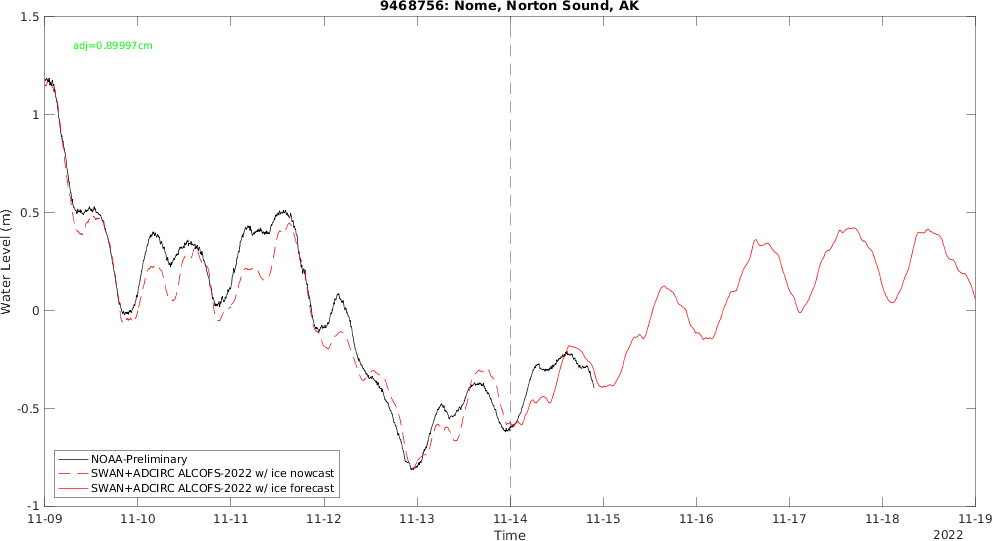 9468756: Nome, Norton Sound, AK
adj=0.89997cm
1.5
1
0.5
0
-0.5
-1
Water Level (m)
NOAA-Preliminary
SWAN+ADCIRC ALCOFS-2022 w/ ice nowcast
SWAN+ADCIRC ALCOFS-2022 w/ ice forecast
11-09 11-10 11-11 11-12 11-13 11-14 11-15 11-16 11-17 11-18 11-19
Time
2022